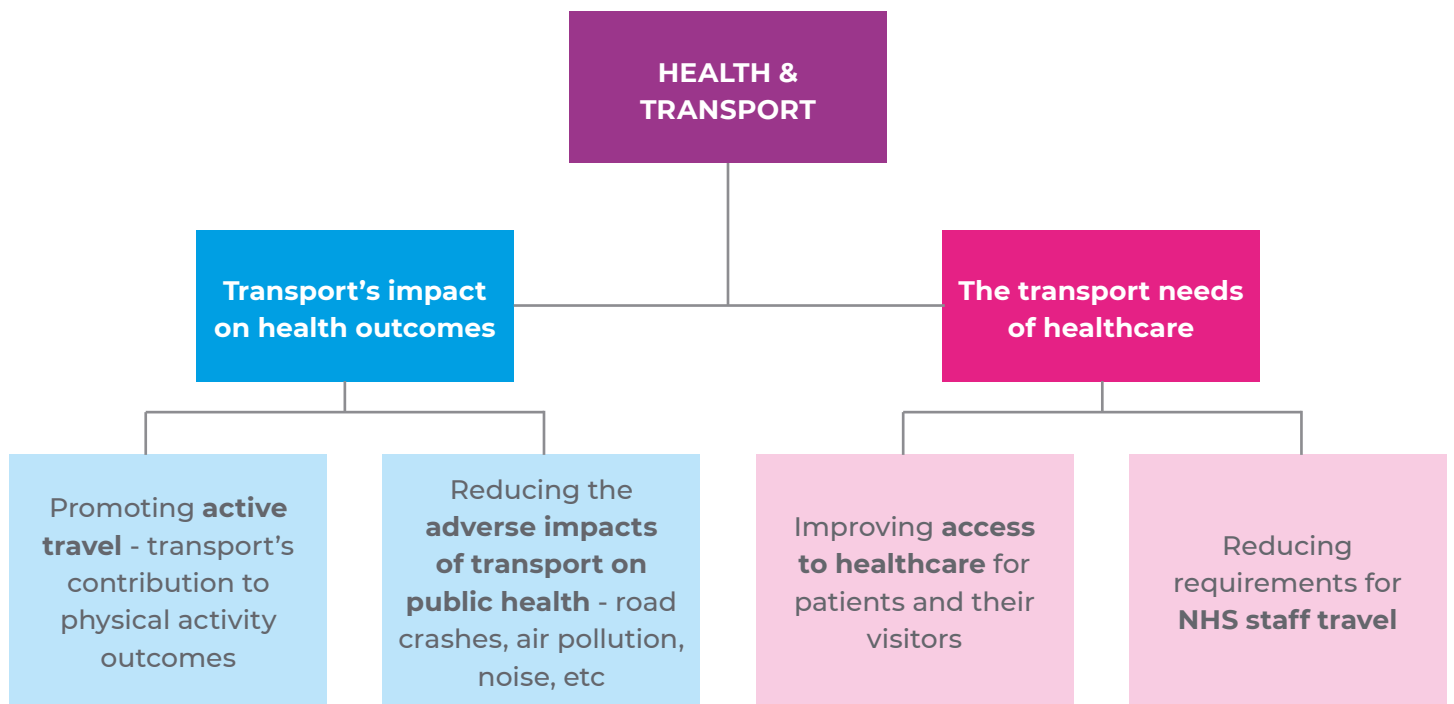 HEALTH &
TRANSPORT
Transport’s impact
on health outcomes
The transport needs
of healthcare
Promoting active
travel - transport’s
contribution to
physical activity
outcomes
Reducing the
adverse impacts
of transport on
public health - road
crashes, air pollution,
noise, etc
Improving access
to healthcare for
patients and their
visitors
Reducing
requirements for
NHS staff travel